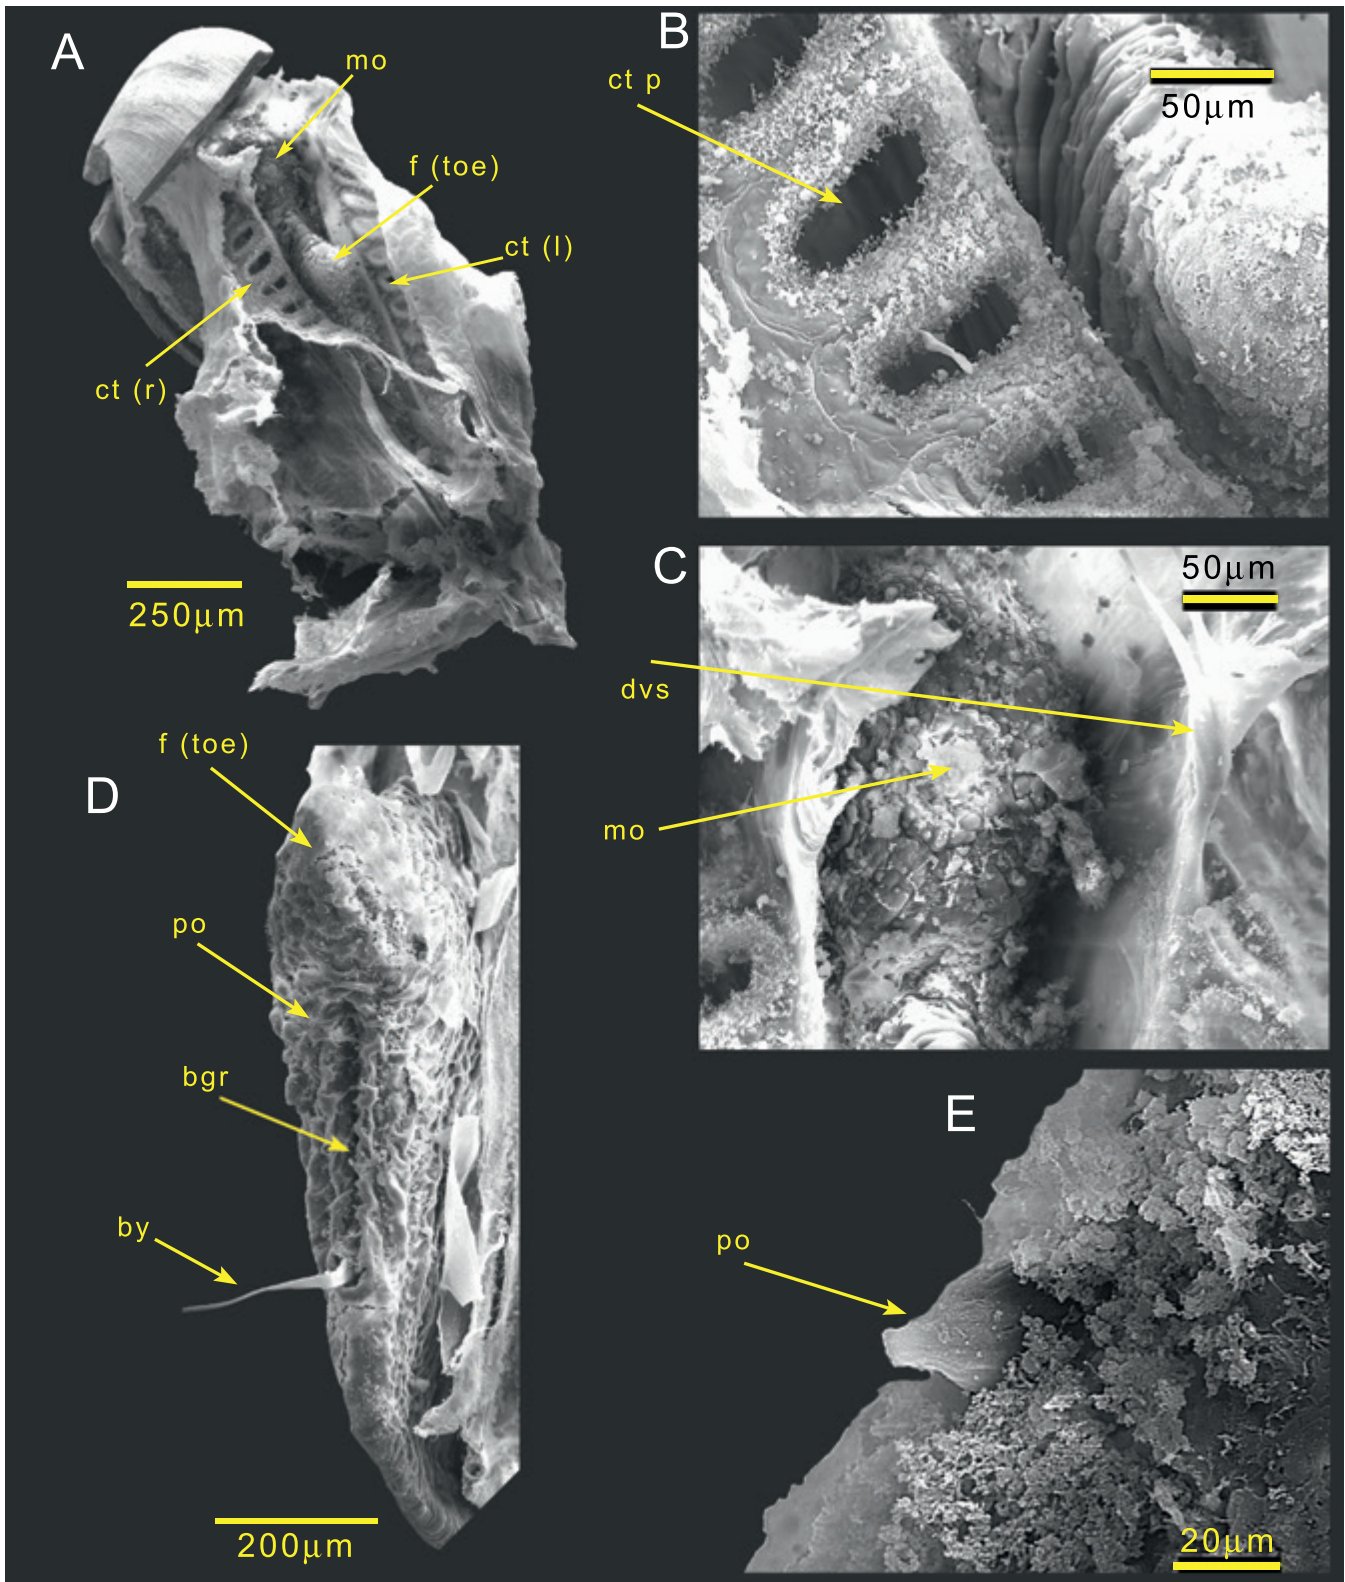 A
mo
f (toe)
ct (l)
ct (r)
250µm
B
ct p
50µm
C
50µm
dvs
mo
D
f (toe)
po
bgr
by
200µm
E
po
20µm